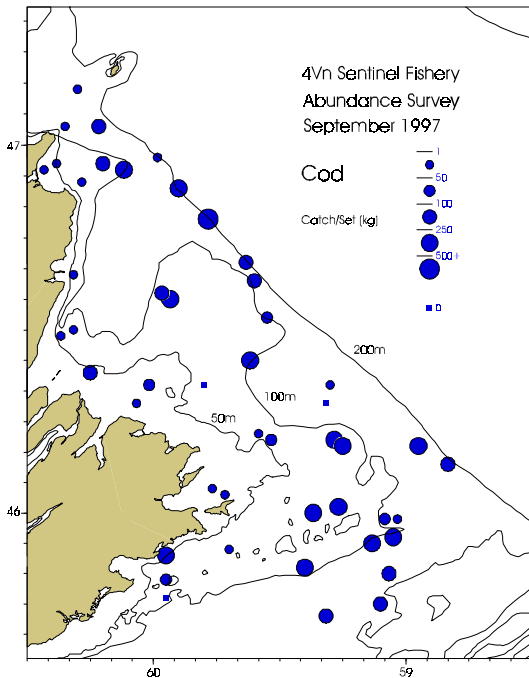 4Vn Sentinel Fishery
Abundance Survey
September 1997
47
1
Cod
50
100
Catch/Set (kg)
250
500+
0
200m
100m
50m
46
60
59